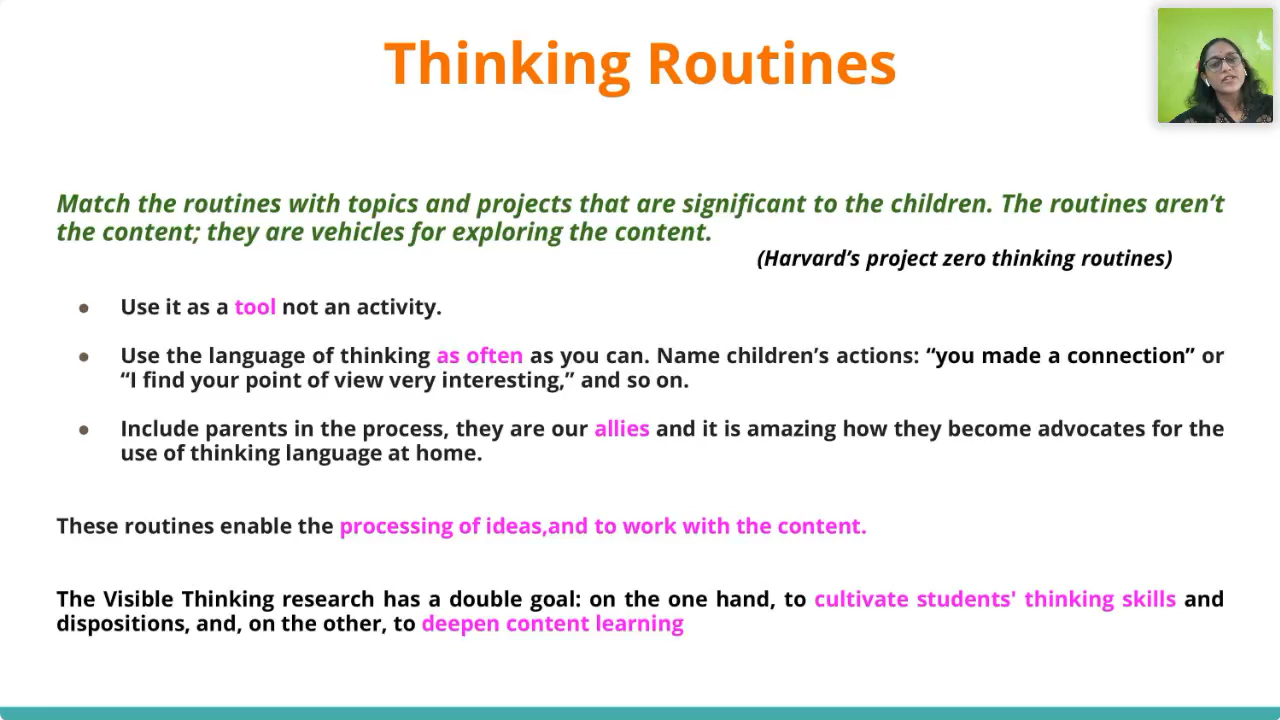 Thinking Routines
Match the routines with topics and projects that are significant to the children. The routines aren’t
the content; they are vehicles for exploring the content.
(Harvard’s project zero thinking routines)
● Use it as a tool not an activity.
● Use the language of thinking as often as you can. Name children’s actions: “you made a connection” or
“I find your point of view very interesting,” and so on.
● Include parents in the process, they are our allies and it is amazing how they become advocates for the
use of thinking language at home.
These routines enable the processing of ideas,and to work with the content.
The Visible Thinking research has a double goal: on the one hand, to cultivate students' thinking skills and
dispositions, and, on the other, to deepen content learning